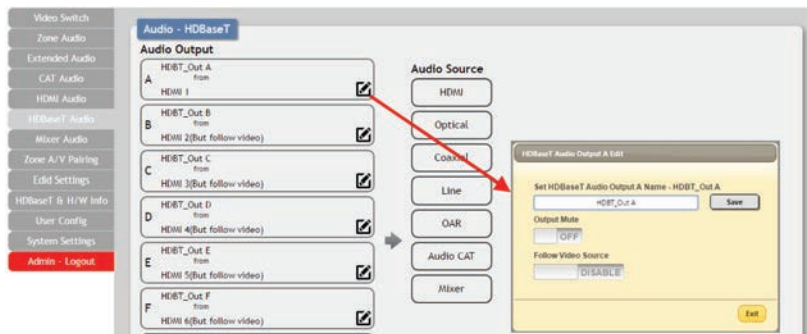 Video Switch
Zone Audio
Extended Audio
CAT Audio
HDMI Audio
HDBaseT Audio
Mixer Audio
Zone A/V Pairing
Edid Settings
HDBaseT & H/W Info
User Config
System Settings
Admin - Logout
Audio - HDBaseT
Audio Output
A
HDBT_Out A
from
HDMI 1
B
HDBT_Out B
from
HDMI 2(But follow video)
C
HDBT_Out C
from
HDMI 3(But follow video)
D
HDBT_Out D
from
HDMI 4(But follow video)
E
HDBT_Out E
from
HDMI 5(But follow video)
F
HDBT_Out F
from
HDMI 6(But follow video)
Audio Source
HDMI
Optical
Coaxial
Line
OAR
Audio CAT
Mixer
HDBaseT Audio Output A Edit
Set HDBaseT Audio Output A Name - HDBT_Out A
HDBT_Out A
Save
Output Mute
OFF
Follow Video Source
DISABLE
Exit